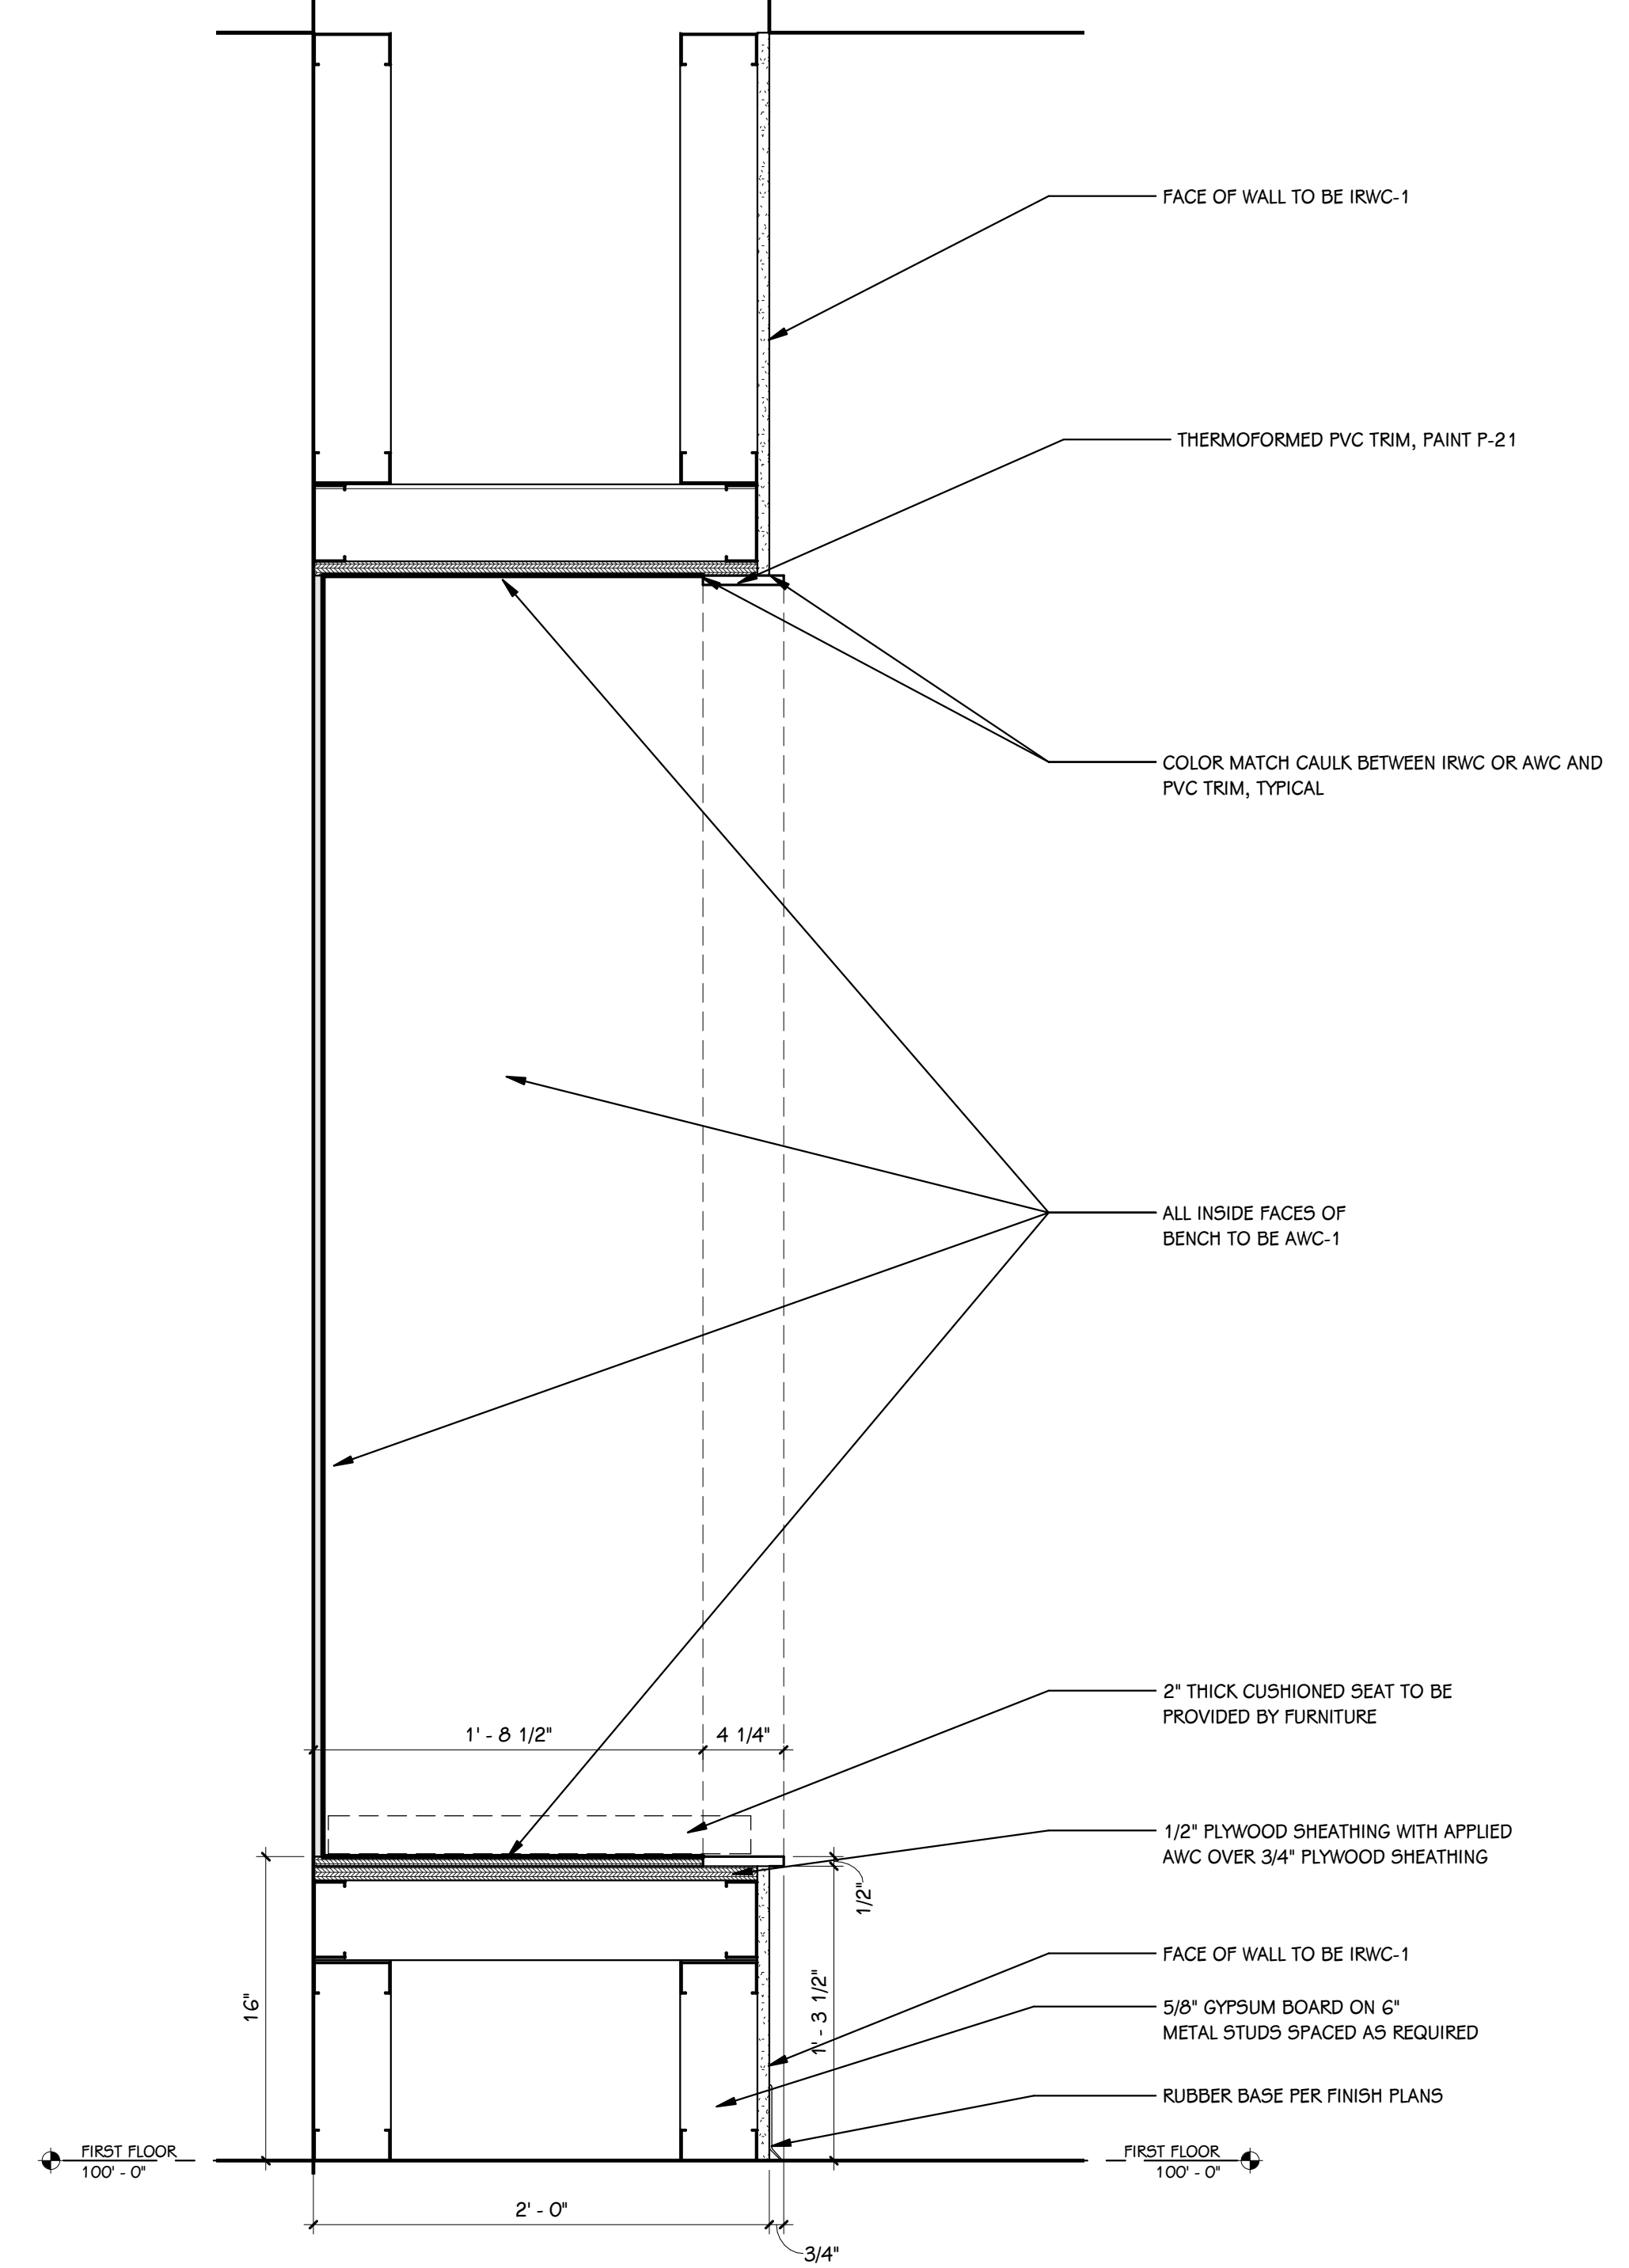 FACE OF WALL TO BE IRWC-1
THERMOFORMED PVC TRIM, PAINT P-21
COLOR MATCH CAULK BETWEEN IRWC OR AWC AND
PVC TRIM, TYPICAL
ALL INSIDE FACES OF
BENCH TO BE AWC-1
2" THICK CUSHIONED SEAT TO BE
PROVIDED BY FURNITURE
1' - 8 1/2"
4 1/4"
1/2" PLYWOOD SHEATHING WITH APPLIED
AWC OVER 3/4" PLYWOOD SHEATHING
1/2"
FACE OF WALL TO BE IRWC-1
16"
1' - 3 1/2"
5/8" GYPSUM BOARD ON 6"
METAL STUDS SPACED AS REQUIRED
RUBBER BASE PER FINISH PLANS
FIRST FLOOR
100' - 0"
FIRST FLOOR
100' - 0"
2' - 0"
3/4"